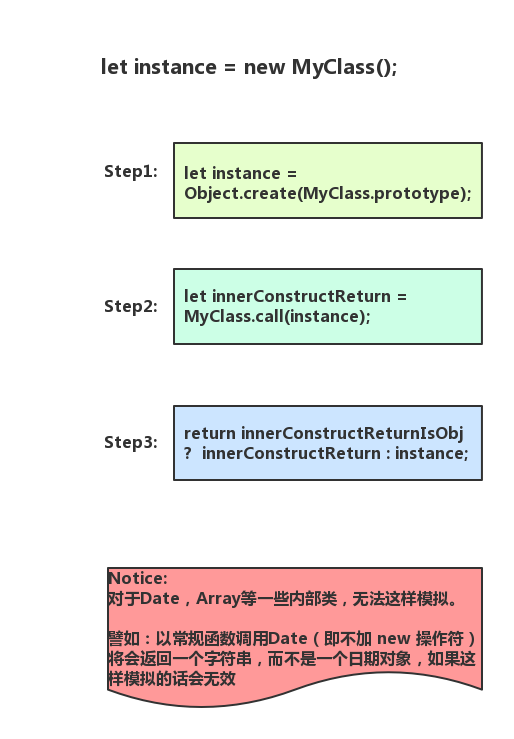 let instance = new MyClass();
Step1:
let instance =
Object.create(MyClass.prototype);
Step2:
let innerConstructReturn =
MyClass.call(instance);
Step3:
return innerConstructReturnIsObj
? innerConstructReturn : instance;
Notice:
对于Date，Array等一些内部类，无法这样模拟。
譬如：以常规函数调用Date（即不加 new 操作符）
将会返回一个字符串，而不是一个日期对象，如果这
样模拟的话会无效